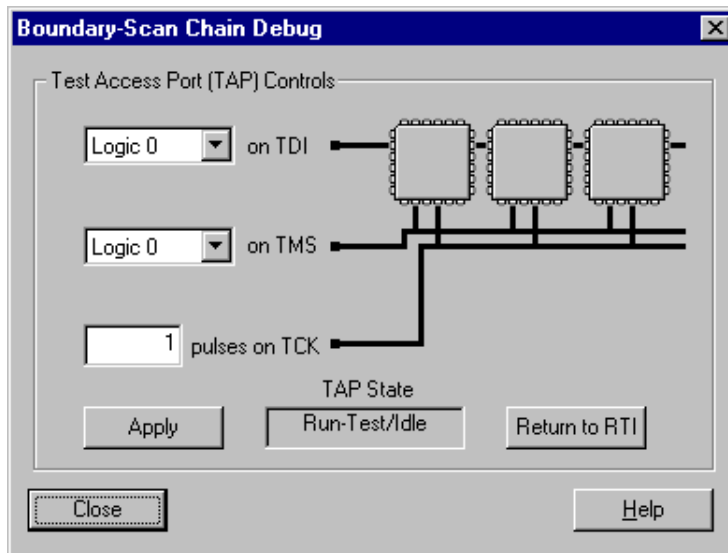 Boundary-Scan Chain Debug
Test Access Port (TAP) Controls
Logic 0 on TDI
Logic 0 on TMS
1 pulses on TCK
TAP State
Apply Run-Test/Idle Return to RTI
Close Help